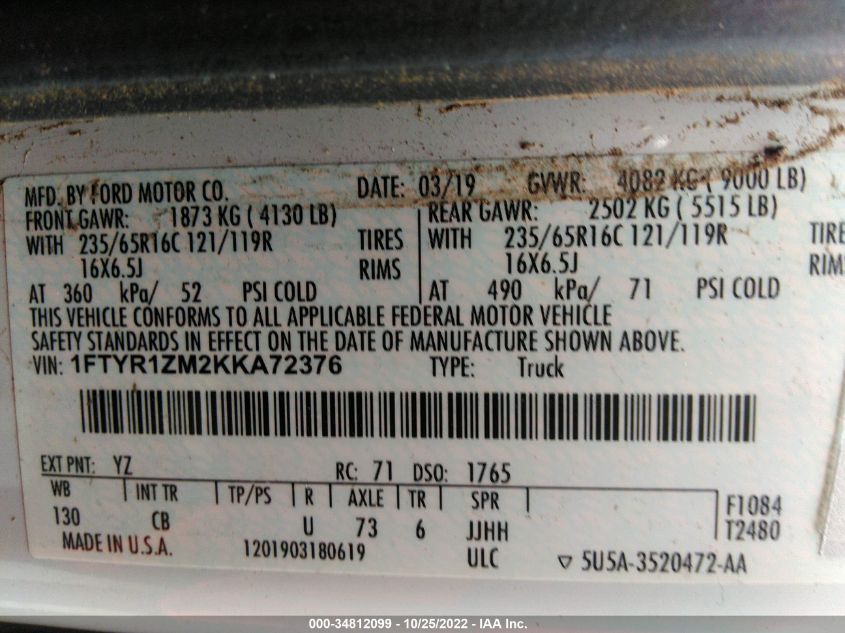 MFD. BY FORD MOTOR CO. DATE: 03/19 GVWR: 4082 KG ( 9000 LB)
FRONT GAWR: 1873 KG ( 4130 LB) REAR GAWR: 2502 KG ( 5515 LB)
WITH 235/65R16C 121/119R TIRES WITH 235/65R16C 121/119R TIRE
16X6.5J RIMS 16X6.5J RIM
AT 360 kPa/ 52 PSI COLD AT 490 kPa/ 71 PSI COLD
THIS VEHICLE CONFORMS TO ALL APPLICABLE FEDERAL MOTOR VEHICLE
SAFETY STANDARDS IN EFFECT ON THE DATE OF MANUFACTURE SHOWN ABOVE.
VIN: 1FTYR1ZM2KKA72376 TYPE: Truck
EXT PNT: YZ RC: 71 DSO: 1765
WB INT TR TP/PS R AXLE TR SPR F1084
130 CB U 73 6 JJHH T2480
MADE IN U.S.A. 1201903180619 ULC ▽ 5U5A-3520472-AA
000-34812099 - 10/25/2022 - IAA Inc.